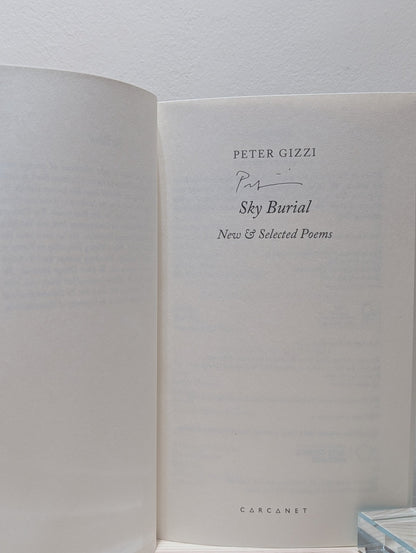 PETER GIZZI
Sky Burial
New & Selected Poems
CARCANET